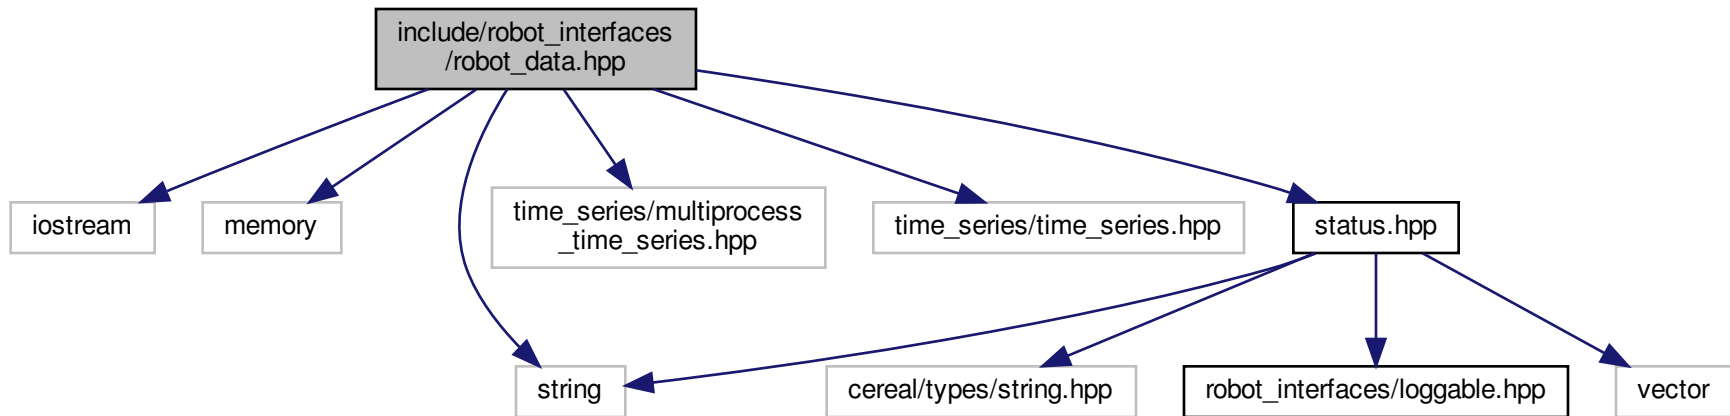 include/robot_interfaces
/robot_data.hpp
iostream
memory
time_series/multiprocess
_time_series.hpp
time_series/time_series.hpp
status.hpp
string
cereal/types/string.hpp
robot_interfaces/loggable.hpp
vector